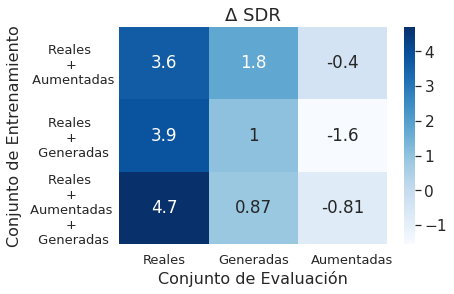 Δ SDR
Conjunto de Entrenamiento
Reales
+
Aumentadas
3.6 1.8 -0.4
Reales
+
Generadas
3.9 1 -1.6
Reales
+
Aumentadas
+
Generadas
4.7 0.87 -0.81
Reales Generadas Aumentadas
Conjunto de Evaluación
4
3
2
1
0
−1